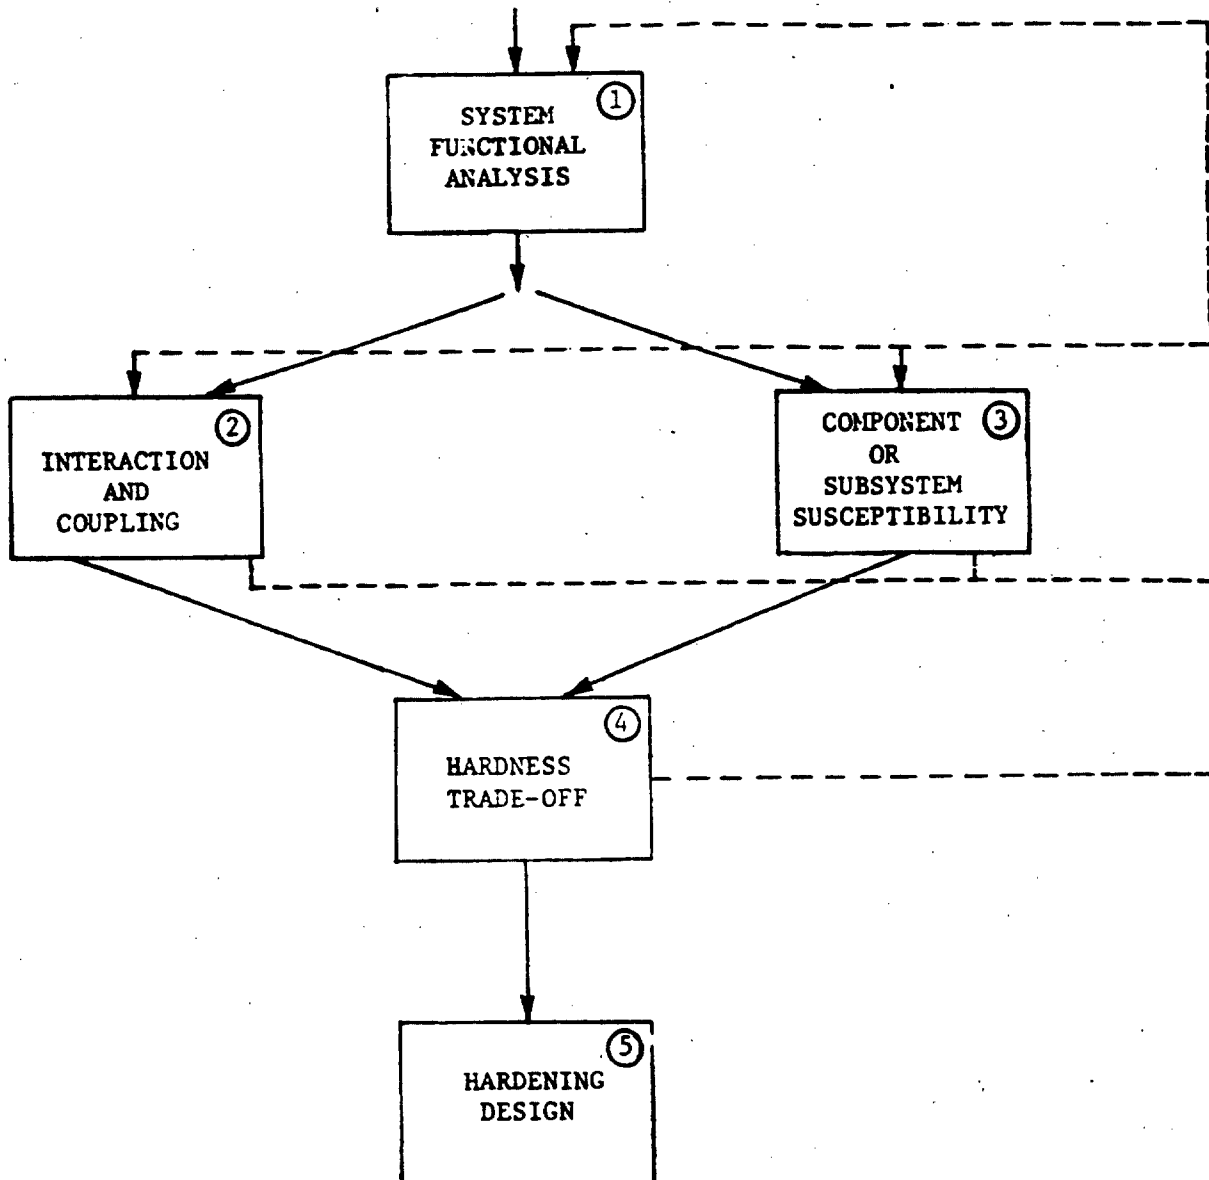 1
SYSTEM
FUNCTIONAL
ANALYSIS
2
INTERACTION
AND
COUPLING
3
COMPONENT
OR
SUBSYSTEM
SUSCEPTIBILITY
4
HARDNESS
TRADE-OFF
5
HARDENING
DESIGN